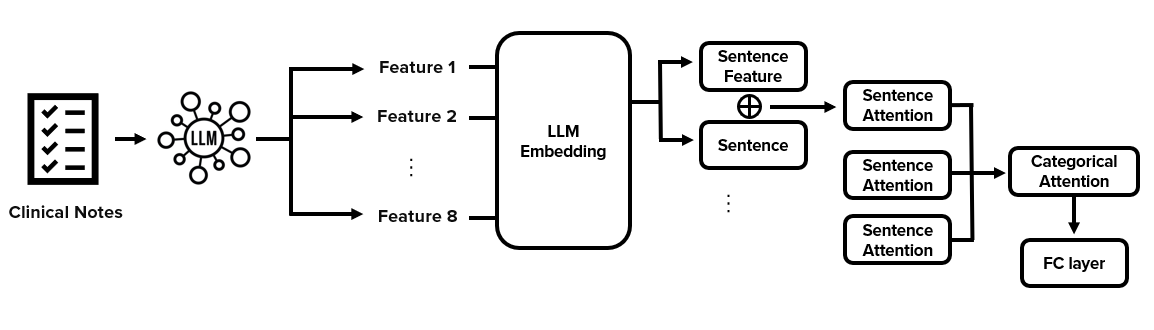 Clinical Notes
LLM
Feature 1
Feature 2
⋮
Feature 8
LLM
Embedding
Sentence
Feature
Sentence
⋮
Sentence
Attention
Sentence
Attention
Sentence
Attention
Categorical
Attention
FC layer